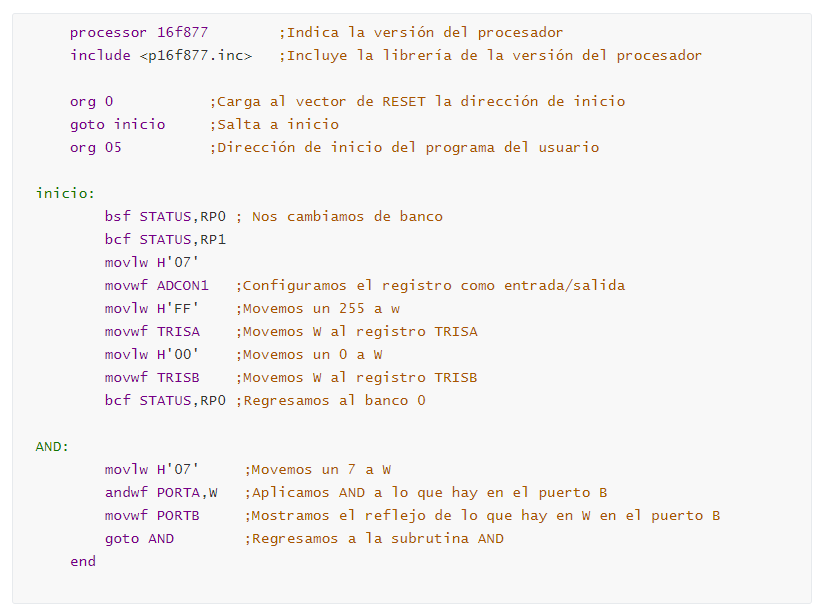 processor 16f877        ;Indica la versión del procesador
include <p16f877.inc>   ;Incluye la librería de la versión del procesador
org 0           ;Carga al vector de RESET la dirección de inicio
goto inicio     ;Salta a inicio
org 05          ;Dirección de inicio del programa del usuario
inicio:
bsf STATUS,RP0 ; Nos cambiamos de banco
bcf STATUS,RP1
movlw H'07'
movwf ADCON1   ;Configuramos el registro como entrada/salida
movlw H'FF'    ;Movemos un 255 a w
movwf TRISA    ;Movemos W al registro TRISA
movlw H'00'    ;Movemos un 0 a W
movwf TRISB    ;Movemos W al registro TRISB
bcf STATUS,RP0 ;Regresamos al banco 0
AND:
movlw H'07'     ;Movemos un 7 a W
andwf PORTA,W   ;Aplicamos AND a lo que hay en el puerto B
movwf PORTB     ;Mostramos el reflejo de lo que hay en W en el puerto B
goto AND        ;Regresamos a la subrutina AND
end